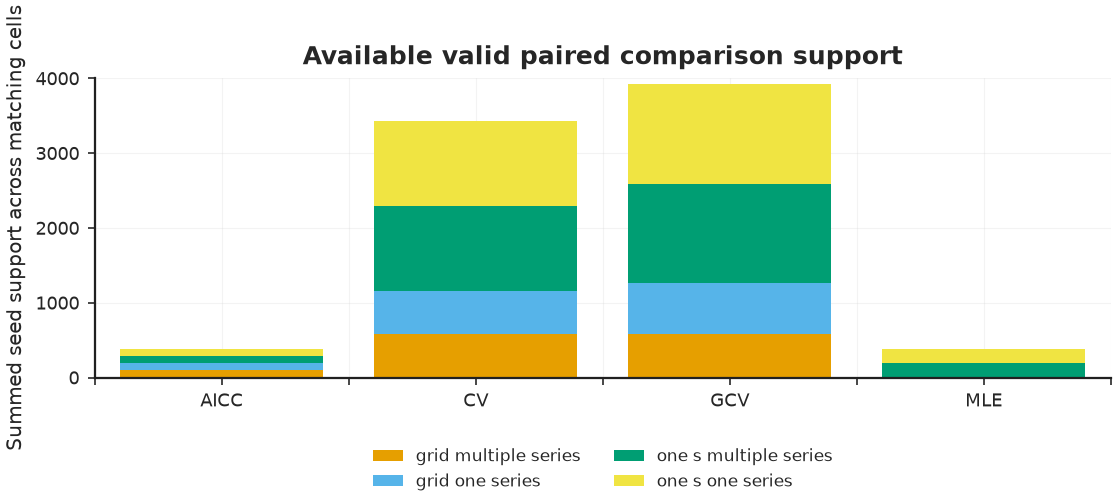 Available valid paired comparison support
Summed seed support across matching cells
4000
3000
2000
1000
0
AICC
CV
GCV
MLE
grid multiple series
grid one series
one s multiple series
one s one series